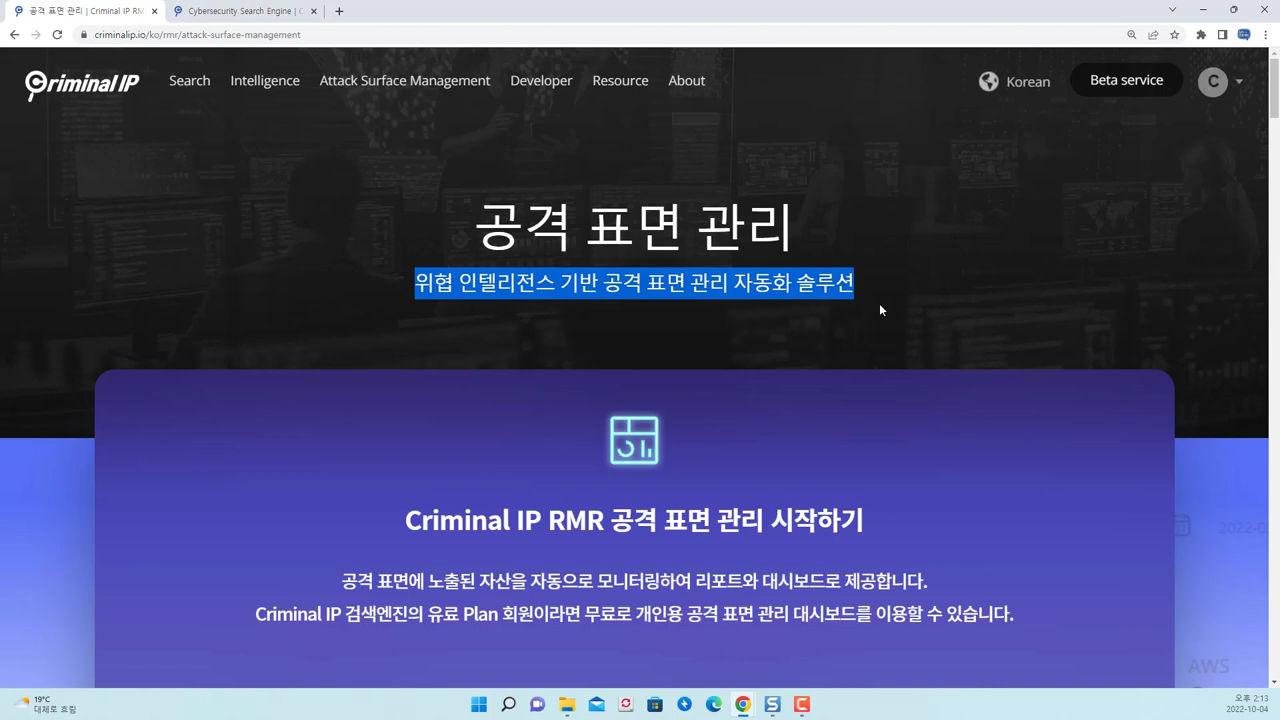 공격 표면 관리 | Criminal IP RM
Cybersecurity Search Engine | C
criminalip.io/ko/rmr/attack-surface-management
Criminal IP
Search
Intelligence
Attack Surface Management
Developer
Resource
About
Korean
Beta service
C
공격 표면 관리
위협 인텔리전스 기반 공격 표면 관리 자동화 솔루션
Criminal IP RMR 공격 표면 관리 시작하기
2022-0
공격 표면에 노출된 자산을 자동으로 모니터링하여 리포트와 대시보드로 제공합니다.
Criminal IP 검색엔진의 유료 Plan 회원이라면 무료로 개인용 공격 표면 관리 대시보드를 이용할 수 있습니다.
AWS
19°C
대체로 흐림
오후 2:13
2022-10-04